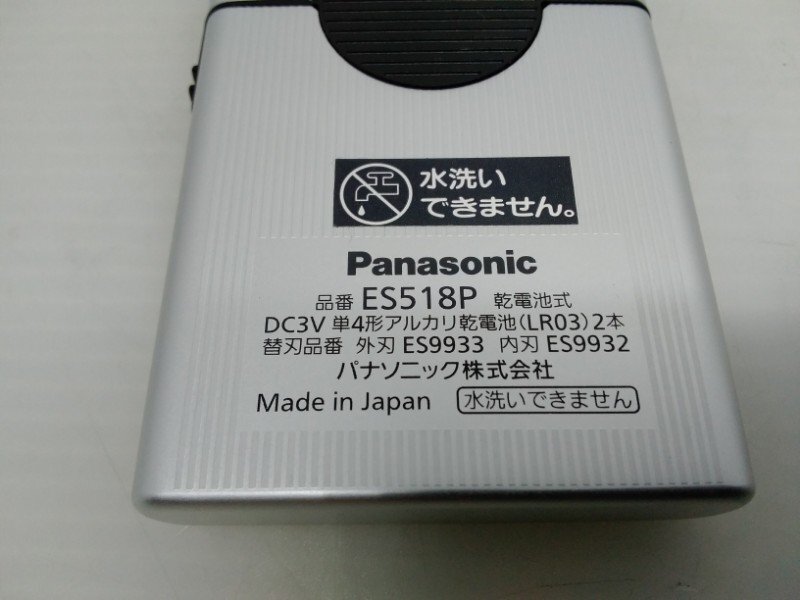 水洗い
できません。
Panasonic
品番 ES518P 乾電池式
DC3V 単4形アルカリ乾電池(LR03)2本
替刃品番 外刃 ES9933 内刃 ES9932
パナソニック株式会社
Made in Japan 水洗いできません